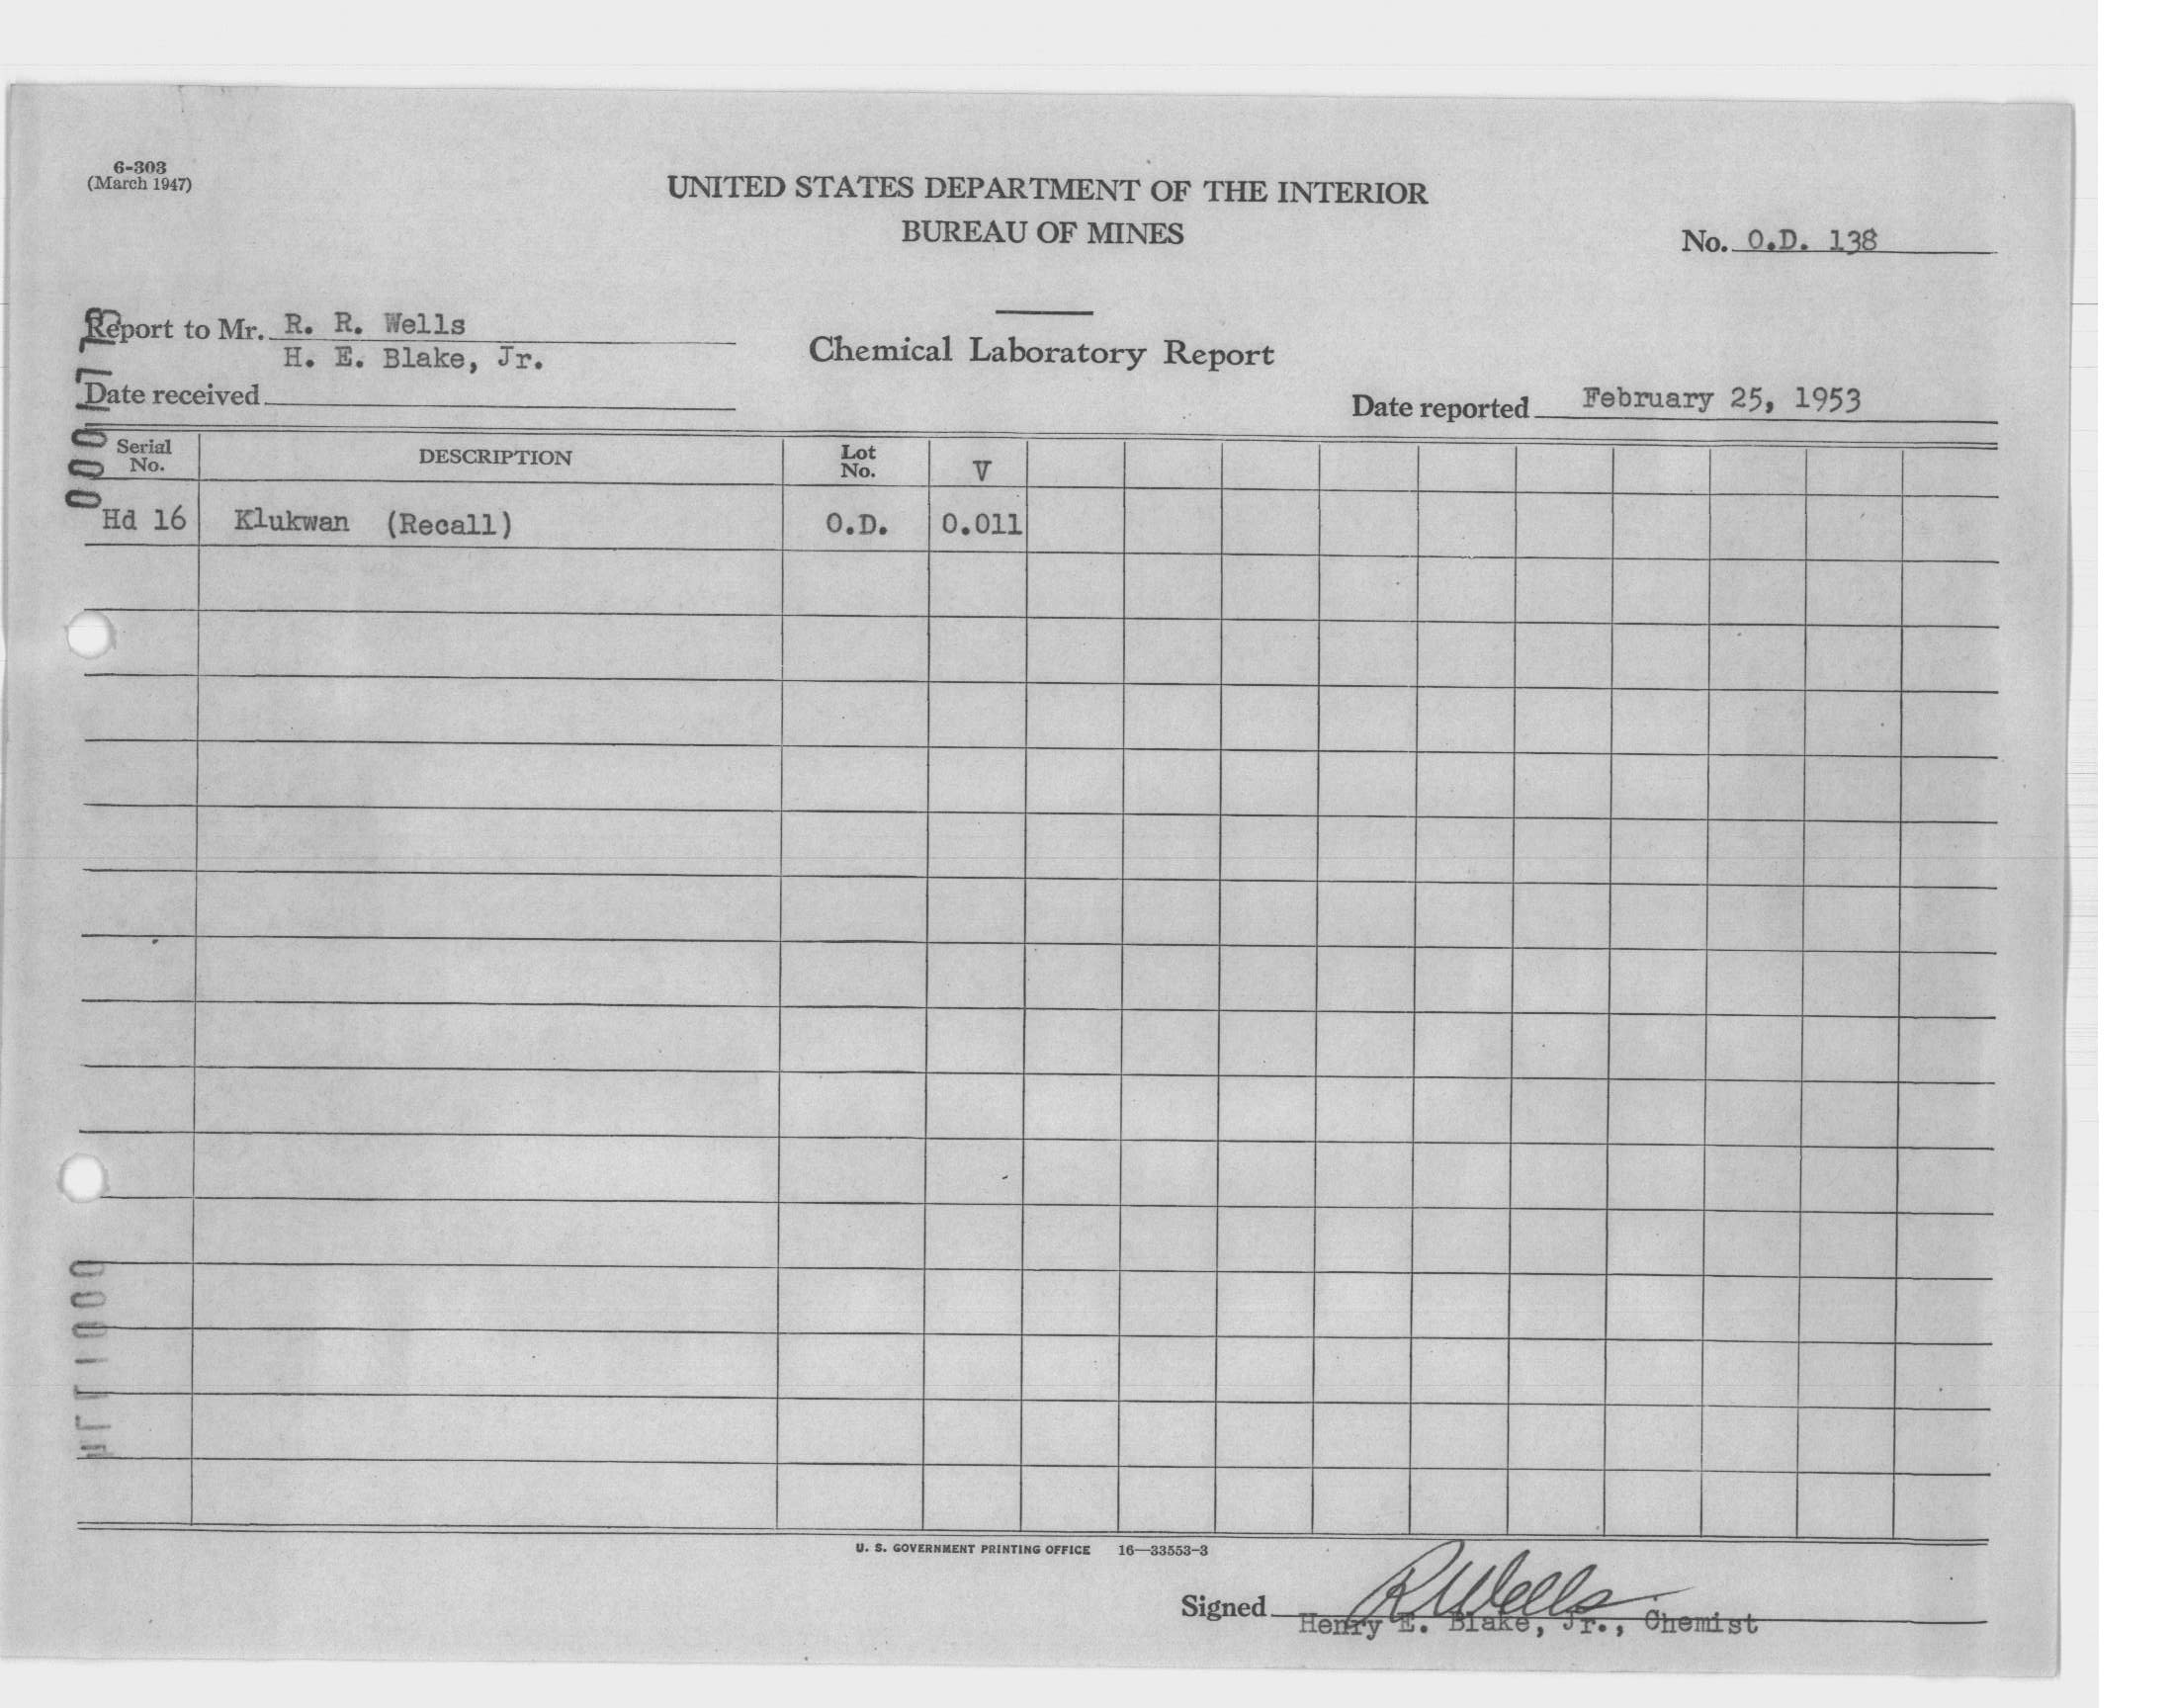 6-303
(March 1947)
UNITED STATES DEPARTMENT OF THE INTERIOR
BUREAU OF MINES
No. O.D. 138
Report to Mr. R. R. Wells
H. E. Blake, Jr.
Chemical Laboratory Report
Date received
Date reported February 25, 1953
Serial No. DESCRIPTION Lot No. V
Hd 16 Klukwan (Recall) O.D. 0.011
U. S. GOVERNMENT PRINTING OFFICE 16—33553-3
Signed R Wells
Henry E. Blake, Jr., Chemist